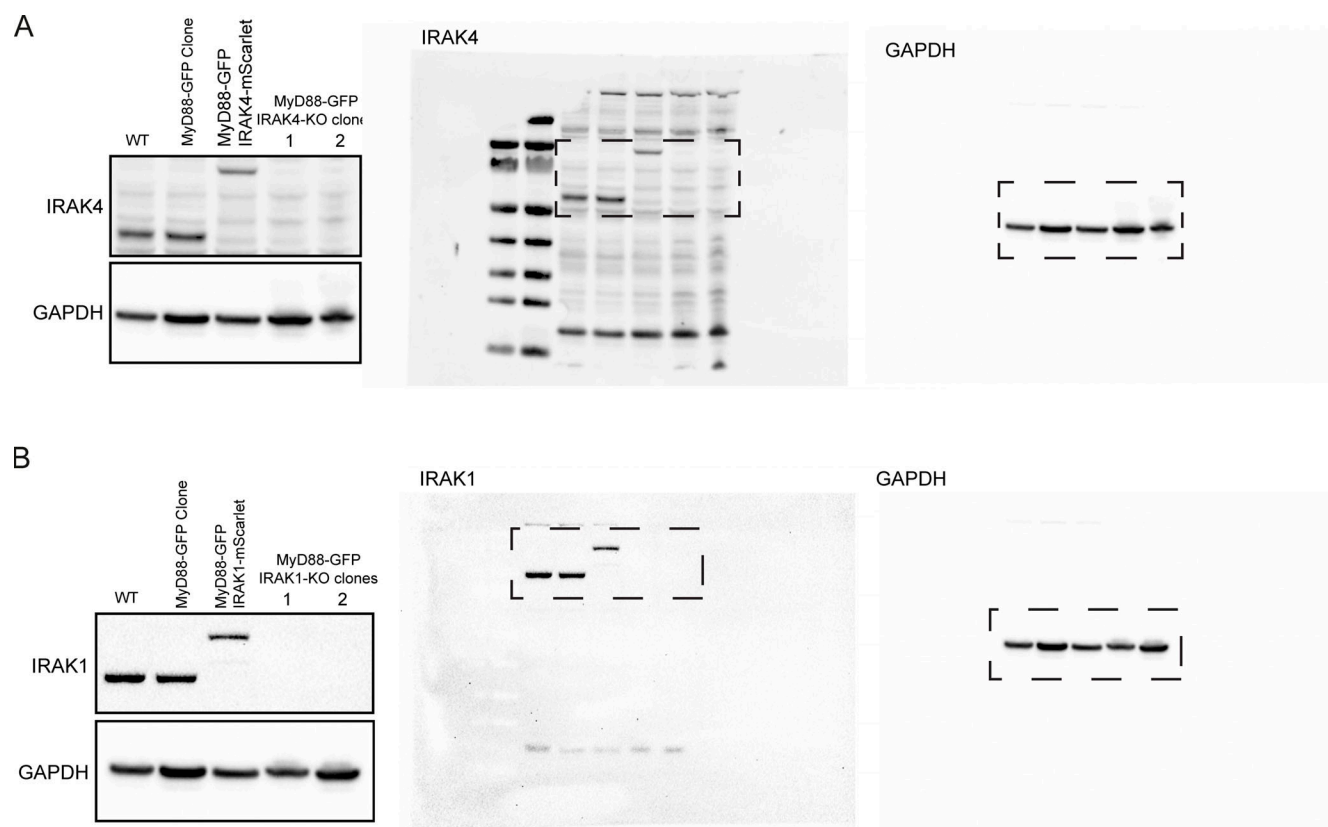 A
WT
MyD88-GFP Clone
MyD88-GFP
IRAK4-mScarlet
MyD88-GFP
IRAK4-KO clone
1 2
IRAK4
GAPDH
IRAK4
GAPDH
B
WT
MyD88-GFP Clone
MyD88-GFP
IRAK1-mScarlet
MyD88-GFP
IRAK1-KO clones
1 2
IRAK1
GAPDH
IRAK1
GAPDH